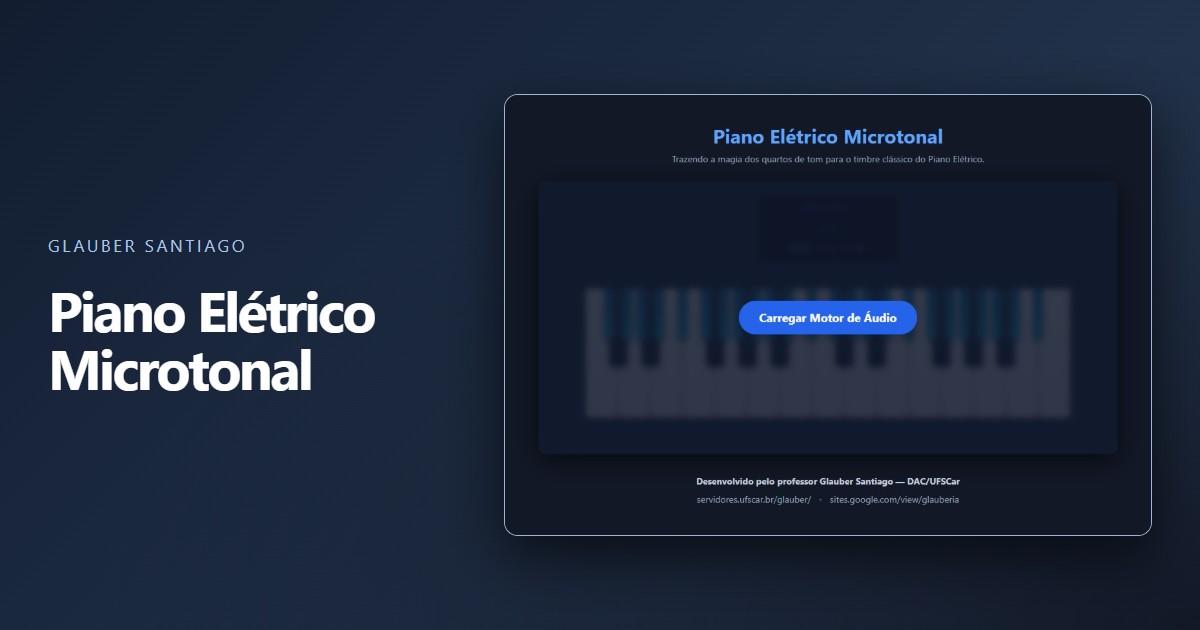 GLAUBER SANTIAGO
Piano Elétrico
Microtonal
Piano Elétrico Microtonal
Trazendo a magia dos quartos de tom para o timbre clássico do Piano Elétrico.
Carregar Motor de Áudio
Desenvolvido pelo professor Glauber Santiago — DAC/UFSCar
servidores.ufscar.br/glauber/ · sites.google.com/view/glauberia